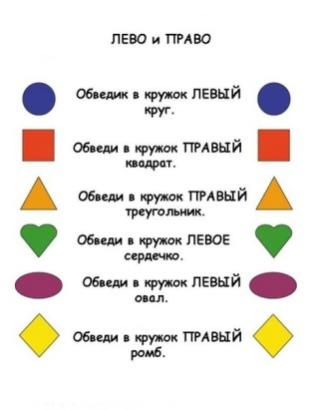 ЛЕВО и ПРАВО
Обведик в кружок ЛЕВЫЙ
круг.
Обведи в кружок ПРАВЫЙ
квадрат.
Обведи в кружок ПРАВЫЙ
треугольник.
Обведи в кружок ЛЕВОЕ
сердечко.
Обведи в кружок ЛЕВЫЙ
овал.
Обведи в кружок ПРАВЫЙ
ромб.